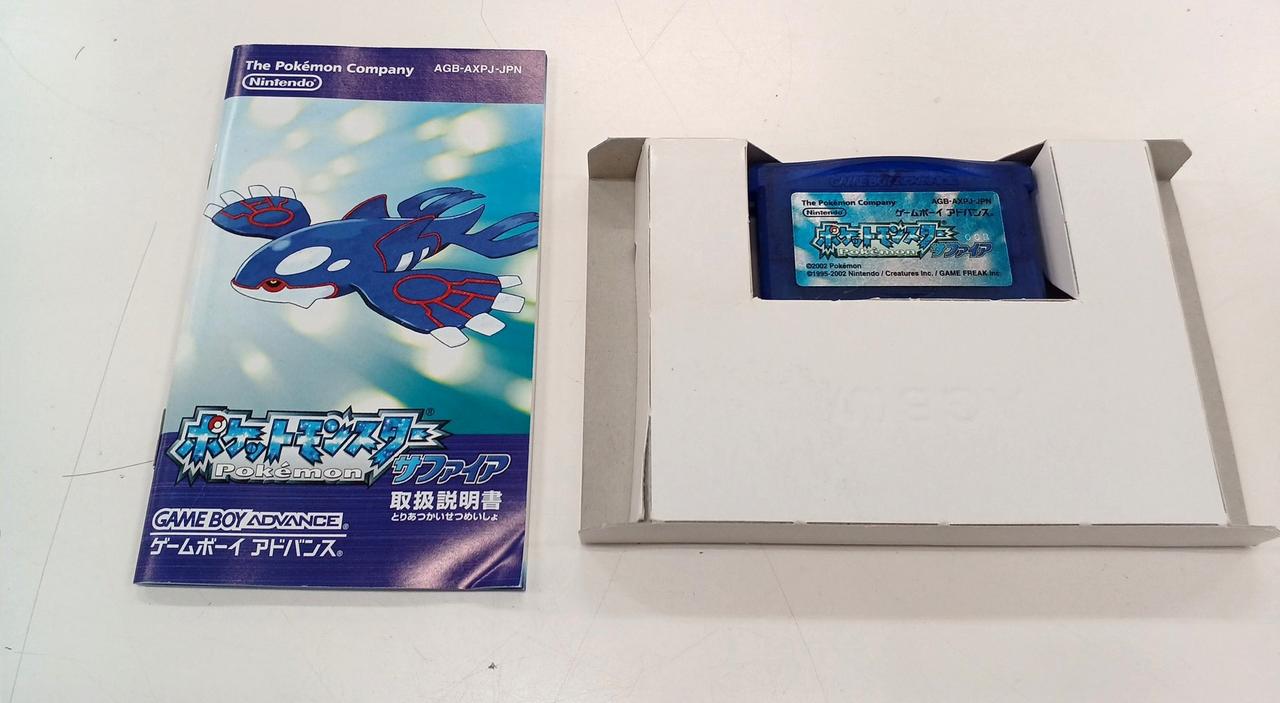 The Pokémon Company AGB-AXPJ-JPN
Nintendo
ポケットモンスター®
Pokémon サファイア
取扱説明書
とりあつかいせつめいしょ
GAME BOY ADVANCE®
ゲームボーイ アドバンス®
GAME BOY ADVANCE
The Pokémon Company AGB-AXPJ-JPN
Nintendo ゲームボーイ アドバンス®
ポケットモンスター®
Pokémon サファイア
©2002 Pokémon
©1995-2002 Nintendo / Creatures Inc. / GAME FREAK inc.